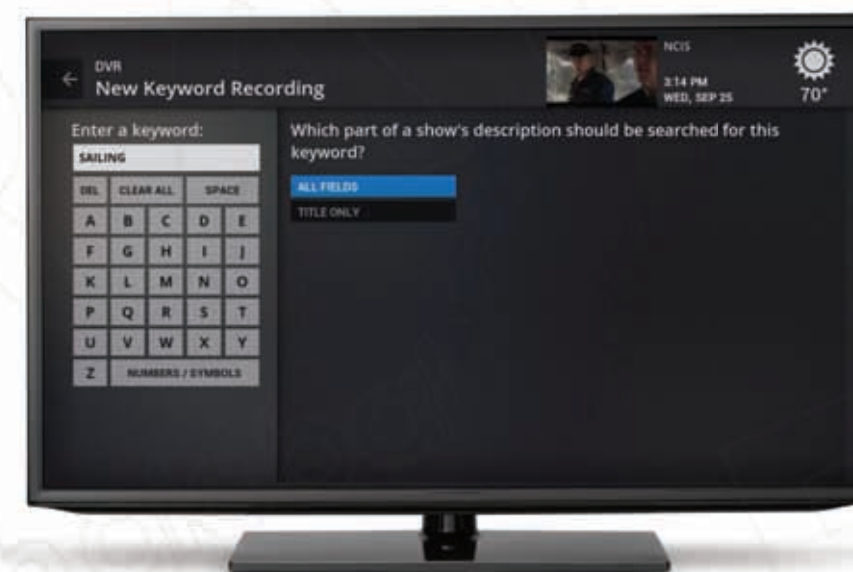 DVR
New Keyword Recording
NCIS
3:14 PM
WED, SEP 25
70°
Enter a keyword:
SAILING
DEL CLEAR ALL SPACE
A B C D E
F G H I J
K L M N O
P Q R S T
U V W X Y
Z NUMBERS / SYMBOLS
Which part of a show's description should be searched for this
keyword?
ALL FIELDS
TITLE ONLY